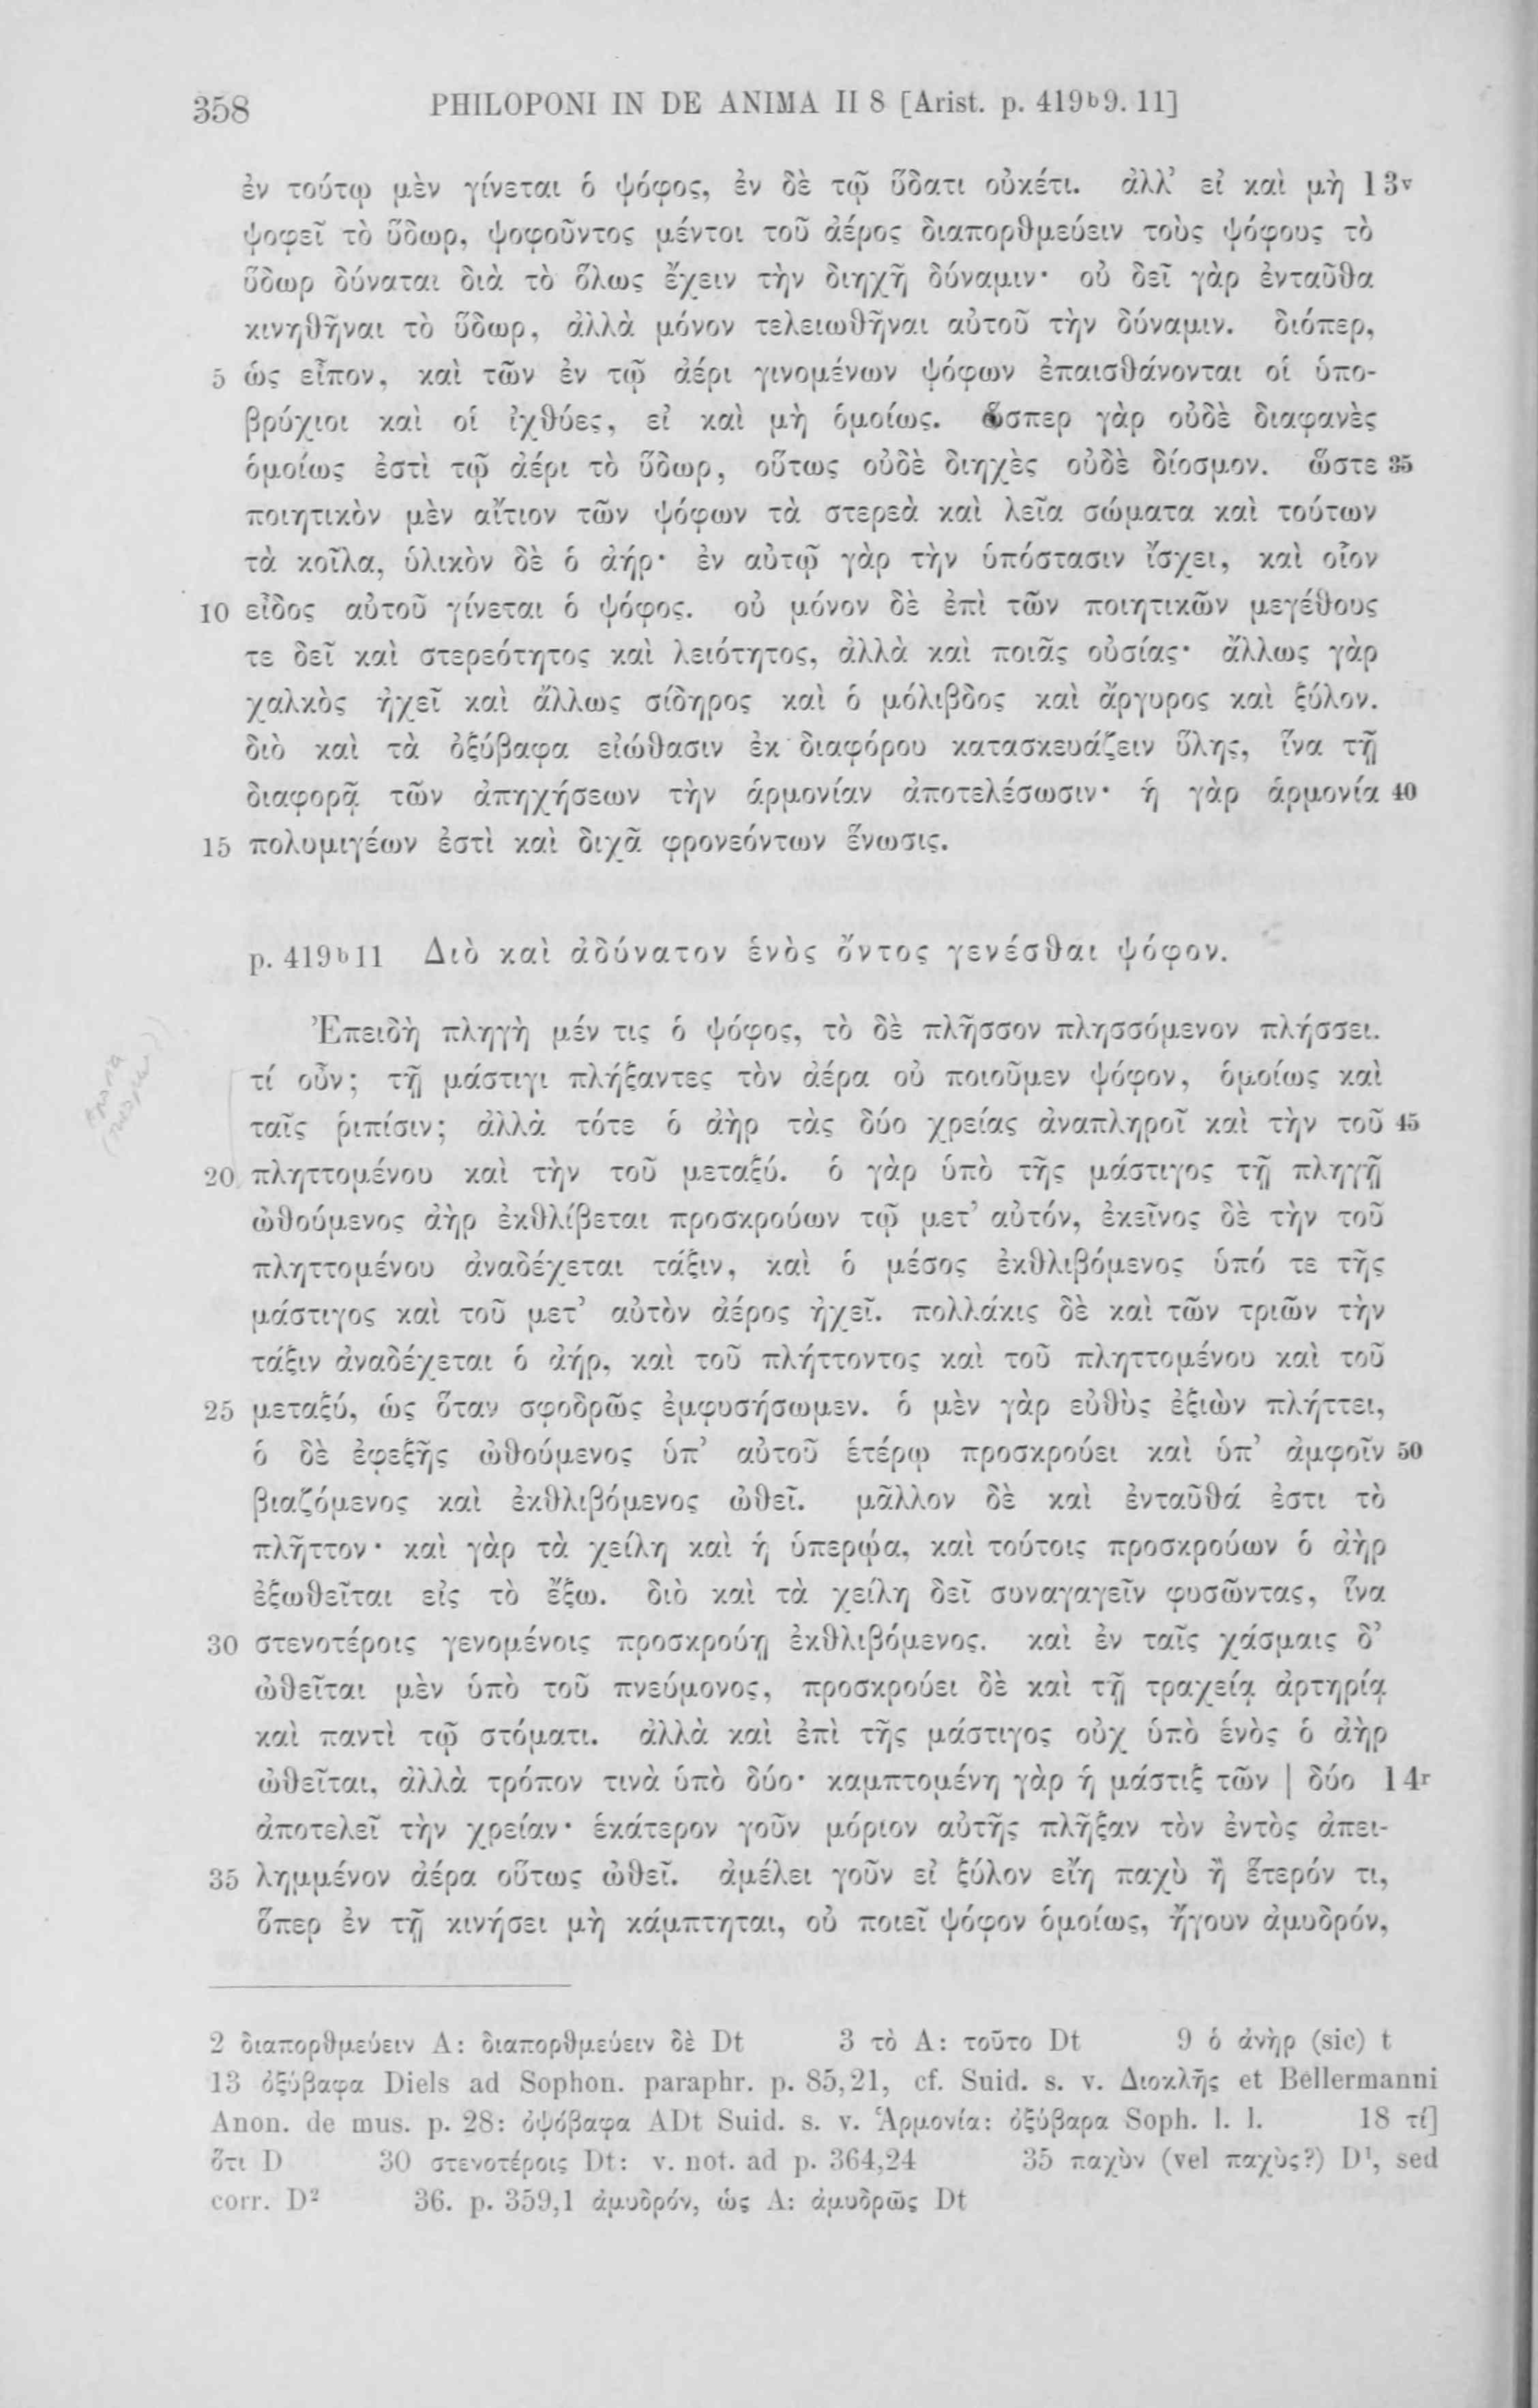 358 PHILOPONI IN DE ANIMA II 8 [Arist. p. 419ᵇ9. 11]
ἐν τούτῳ μὲν γίνεται ὁ ψόφος, ἐν δὲ τῷ ὕδατι οὐκέτι. ἀλλ’ εἰ καὶ μὴ 13ᵛ
ψοφεῖ τὸ ὕδωρ, ψοφοῦντος μέντοι τοῦ ἀέρος διαπορθμεύειν τοὺς ψόφους τὸ
ὕδωρ δύναται διὰ τὸ ὅλως ἔχειν τὴν διηχῆ δύναμιν· οὐ δεῖ γὰρ ἐνταῦθα
κινηθῆναι τὸ ὕδωρ, ἀλλὰ μόνον τελειωθῆναι αὐτοῦ τὴν δύναμιν. διόπερ,
5 ὡς εἶπον, καὶ τῶν ἐν τῷ ἀέρι γινομένων ψόφων ἐπαισθάνονται οἱ ὑπο-
βρύχιοι καὶ οἱ ἰχθύες, εἰ καὶ μὴ ὁμοίως. ὥσπερ γὰρ οὐδὲ διαφανὲς
ὁμοίως ἐστὶ τῷ ἀέρι τὸ ὕδωρ, οὕτως οὐδὲ διηχὲς οὐδὲ δίοσμον. ὥστε 35
ποιητικὸν μὲν αἴτιον τῶν ψόφων τὰ στερεὰ καὶ λεῖα σώματα καὶ τούτων
τὰ κοῖλα, ὑλικὸν δὲ ὁ ἀήρ· ἐν αὐτῷ γὰρ τὴν ὑπόστασιν ἴσχει, καὶ οἷον
10 εἶδος αὐτοῦ γίνεται ὁ ψόφος. οὐ μόνον δὲ ἐπὶ τῶν ποιητικῶν μεγέθους
τε δεῖ καὶ στερεότητος καὶ λειότητος, ἀλλὰ καὶ ποιᾶς οὐσίας· ἄλλως γὰρ
χαλκὸς ἠχεῖ καὶ ἄλλως σίδηρος καὶ ὁ μόλιβδος καὶ ἄργυρος καὶ ξύλον.
διὸ καὶ τὰ ὀξύβαφα εἰώθασιν ἐκ διαφόρου κατασκευάζειν ὕλης, ἵνα τῇ
διαφορᾷ τῶν ἀπηχήσεων τὴν ἁρμονίαν ἀποτελέσωσιν· ἡ γὰρ ἁρμονία 40
15 πολυμιγέων ἐστὶ καὶ διχᾶ φρονεόντων ἕνωσις.
p. 419ᵇ11 Διὸ καὶ ἀδύνατον ἑνὸς ὄντος γενέσθαι ψόφον.
Ἐπειδὴ πληγὴ μέν τις ὁ ψόφος, τὸ δὲ πλῆσσον πλησσόμενον πλήσσει.
τί οὖν; τῇ μάστιγι πλήξαντες τὸν ἀέρα οὐ ποιοῦμεν ψόφον, ὁμοίως καὶ
ταῖς ῥιπίσιν; ἀλλὰ τότε ὁ ἀὴρ τὰς δύο χρείας ἀναπληροῖ καὶ τὴν τοῦ 45
20 πληττομένου καὶ τὴν τοῦ μεταξύ. ὁ γὰρ ὑπὸ τῆς μάστιγος τῇ πληγῇ
ὠθούμενος ἀὴρ ἐκθλίβεται προσκρούων τῷ μετ’ αὐτόν, ἐκεῖνος δὲ τὴν τοῦ
πληττομένου ἀναδέχεται τάξιν, καὶ ὁ μέσος ἐκθλιβόμενος ὑπό τε τῆς
μάστιγος καὶ τοῦ μετ’ αὐτὸν ἀέρος ἠχεῖ. πολλάκις δὲ καὶ τῶν τριῶν τὴν
τάξιν ἀναδέχεται ὁ ἀήρ, καὶ τοῦ πλήττοντος καὶ τοῦ πληττομένου καὶ τοῦ
25 μεταξύ, ὡς ὅταν σφοδρῶς ἐμφυσήσωμεν. ὁ μὲν γὰρ εὐθὺς ἐξιὼν πλήττει,
ὁ δὲ ἐφεξῆς ὠθούμενος ὑπ’ αὐτοῦ ἑτέρῳ προσκρούει καὶ ὑπ’ ἀμφοῖν 50
βιαζόμενος καὶ ἐκθλιβόμενος ὠθεῖ. μᾶλλον δὲ καὶ ἐνταῦθά ἐστι τὸ
πλῆττον· καὶ γὰρ τὰ χείλη καὶ ἡ ὑπερῴα, καὶ τούτοις προσκρούων ὁ ἀὴρ
ἐξωθεῖται εἰς τὸ ἔξω. διὸ καὶ τὰ χείλη δεῖ συναγαγεῖν φυσῶντας, ἵνα
30 στενοτέροις γενομένοις προσκρούῃ ἐκθλιβόμενος. καὶ ἐν ταῖς χάσμαις δ’
ὠθεῖται μὲν ὑπὸ τοῦ πνεύμονος, προσκρούει δὲ καὶ τῇ τραχείᾳ ἀρτηρίᾳ
καὶ παντὶ τῷ στόματι. ἀλλὰ καὶ ἐπὶ τῆς μάστιγος οὐχ ὑπὸ ἑνὸς ὁ ἀὴρ
ὠθεῖται, ἀλλὰ τρόπον τινὰ ὑπὸ δύο· καμπτομένη γὰρ ἡ μάστιξ τῶν | δύο 14ʳ
ἀποτελεῖ τὴν χρείαν· ἑκάτερον γοῦν μόριον αὐτῆς πλῆξαν τὸν ἐντὸς ἀπει-
35 λημμένον ἀέρα οὕτως ὠθεῖ. ἀμέλει γοῦν εἰ ξύλον εἴη παχὺ ἢ ἕτερόν τι,
ὅπερ ἐν τῇ κινήσει μὴ κάμπτηται, οὐ ποιεῖ ψόφον ὁμοίως, ἤγουν ἀμυδρόν,
2 διαπορθμεύειν A: διαπορθμεύειν δὲ Dt 3 τὸ A: τοῦτο Dt 9 ὁ ἀνὴρ (sic) t
13 ὀξύβαφα Diels ad Sophon. paraphr. p. 85,21, cf. Suid. s. v. Διοκλῆς et Bellermanni
Anon. de mus. p. 28: ὀψόβαφα ADt Suid. s. v. Ἁρμονία: ὀξύβαρα Soph. l. l. 18 τί]
ὅτι D 30 στενοτέροις Dt: v. not. ad p. 364,24 35 παχὺν (vel παχὺς?) D¹, sed
corr. D² 36. p. 359,1 ἀμυδρόν, ὡς A: ἀμυδρῶς Dt